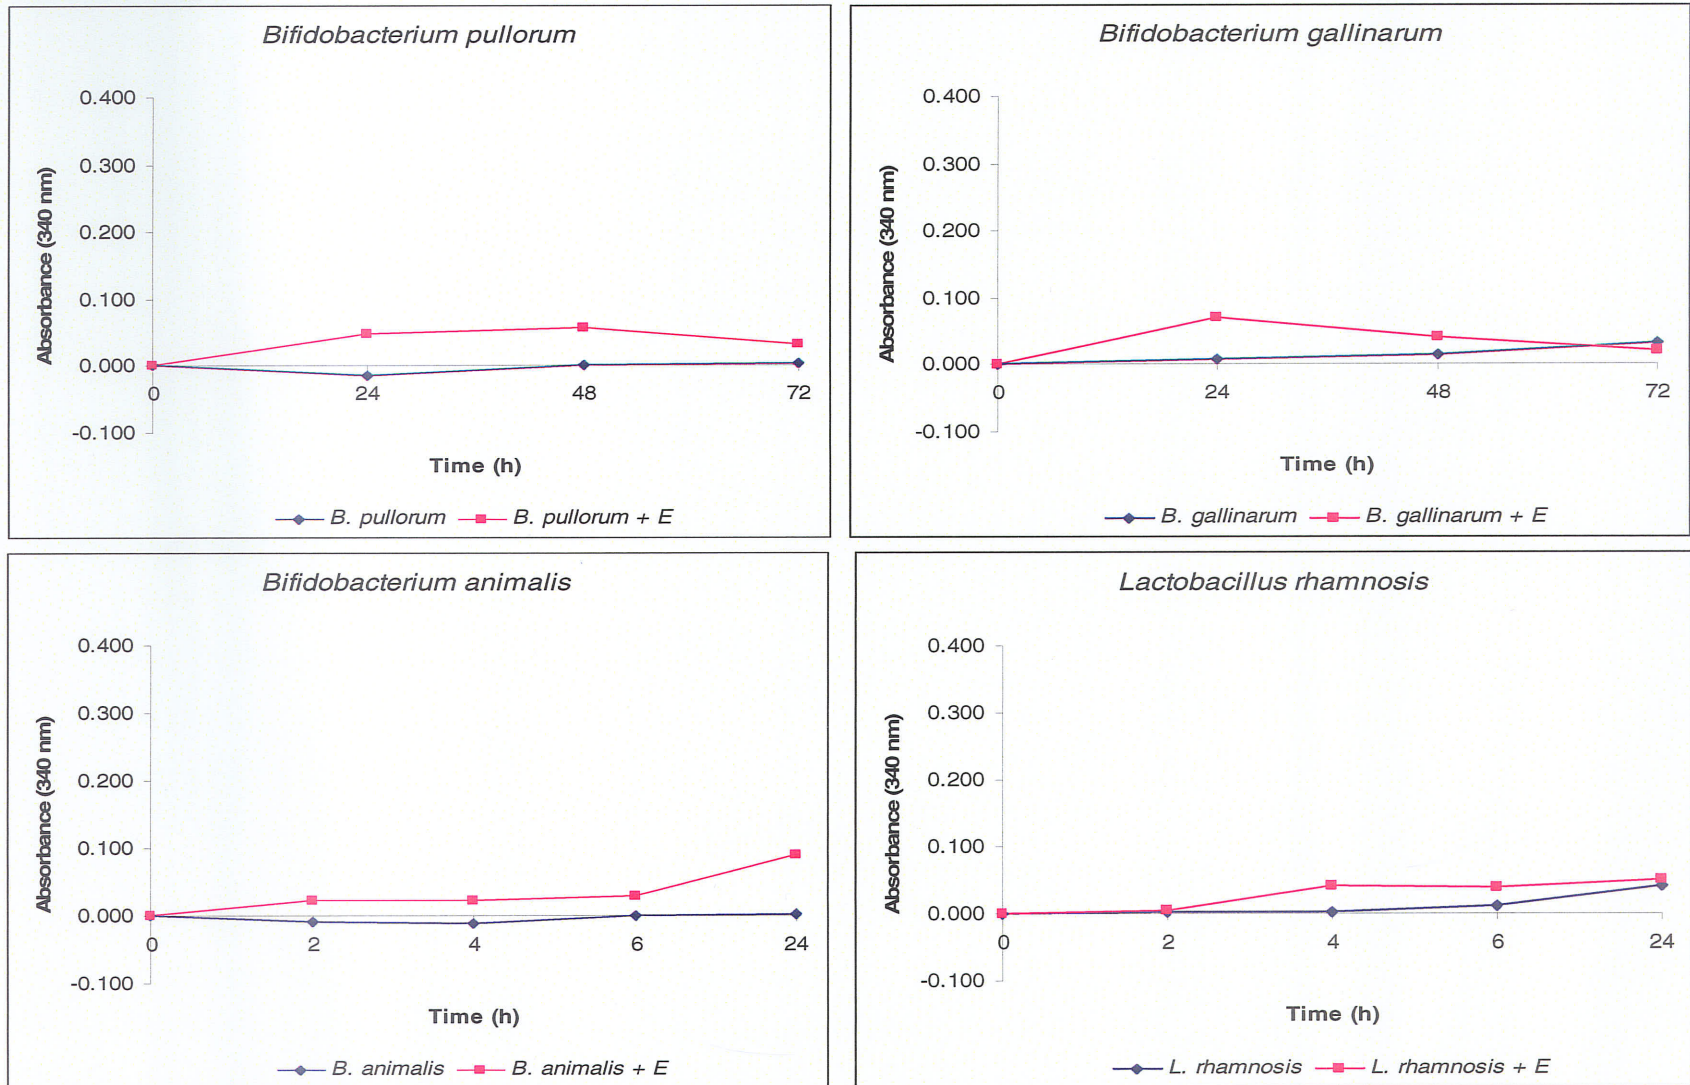 Bifidobacterium pullorum
0.400
0.300
0.200
0.100
0.000
-0.100
Absorbance (340 nm)
0 24 48 72
Time (h)
B. pullorum B. pullorum + E
Bifidobacterium gallinarum
0.400
0.300
0.200
0.100
0.000
-0.100
Absorbance (340 nm)
0 24 48 72
Time (h)
B. gallinarum B. gallinarum + E
Bifidobacterium animalis
0.400
0.300
0.200
0.100
0.000
-0.100
Absorbance (340 nm)
0 2 4 6 24
Time (h)
B. animalis B. animalis + E
Lactobacillus rhamnosis
0.400
0.300
0.200
0.100
0.000
-0.100
Absorbance (340 nm)
0 2 4 6 24
Time (h)
L. rhamnosis L. rhamnosis + E